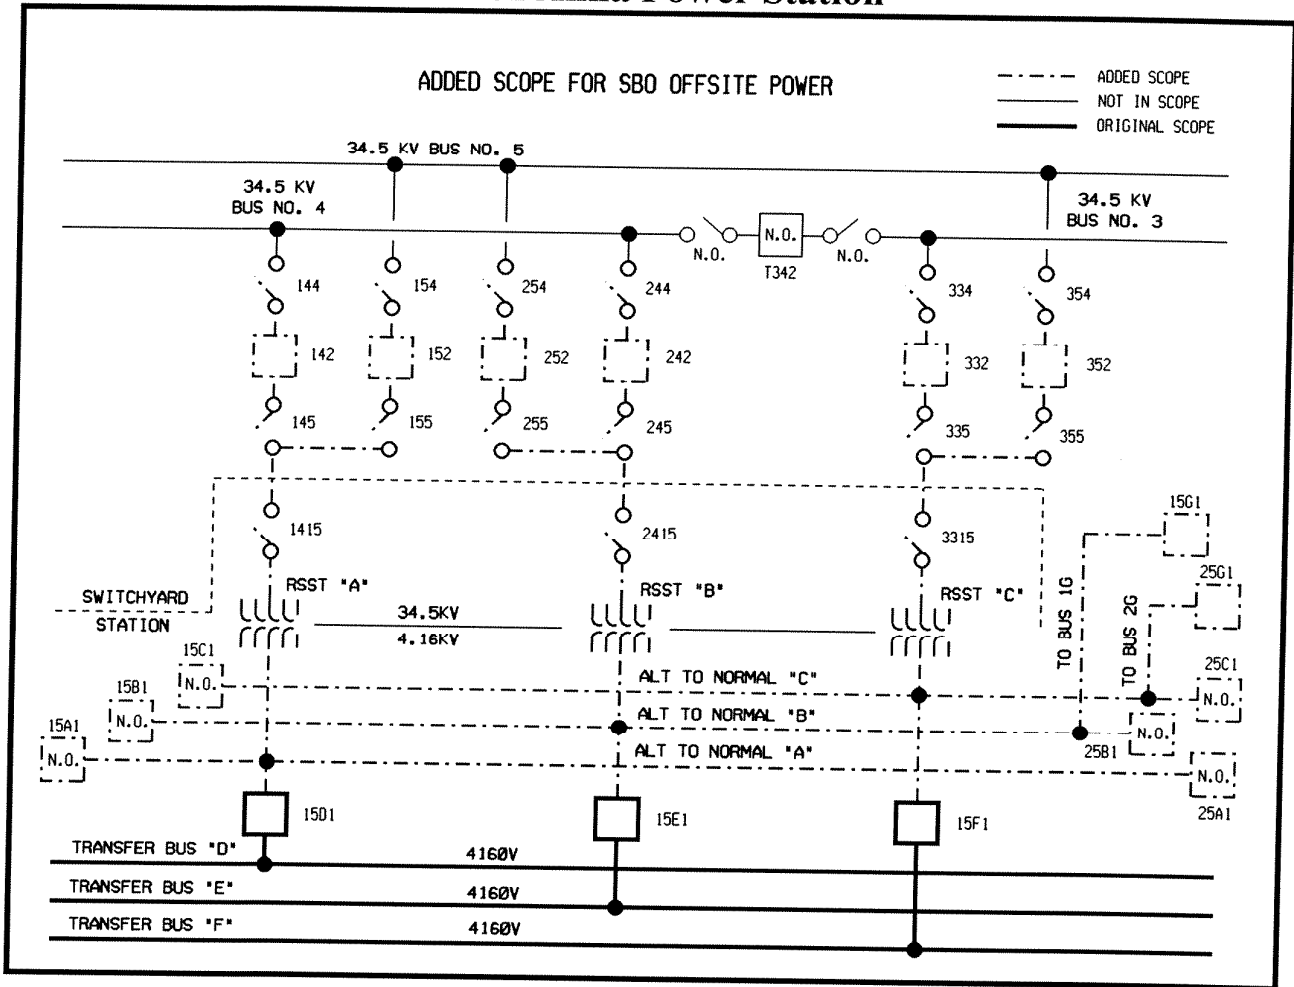 Power Station
ADDED SCOPE FOR SBO OFFSITE POWER
ADDED SCOPE
NOT IN SCOPE
ORIGINAL SCOPE
34.5 KV BUS NO. 5
34.5 KV
BUS NO. 4
34.5 KV
BUS NO. 3
N.O.
N.O.
N.O.
T342
144
154
254
244
334
354
142
152
252
242
332
352
145
155
255
245
335
355
1415
2415
3315
15G1
25G1
RSST "A"
RSST "B"
RSST "C"
SWITCHYARD
STATION
34.5KV
4.16KV
TO BUS 1G
TO BUS 2G
15C1
N.O.
ALT TO NORMAL "C"
25C1
N.O.
15B1
N.O.
ALT TO NORMAL "B"
N.O.
25B1
15A1
N.O.
ALT TO NORMAL "A"
N.O.
25A1
15D1
15E1
15F1
TRANSFER BUS "D"
4160V
TRANSFER BUS "E"
4160V
TRANSFER BUS "F"
4160V